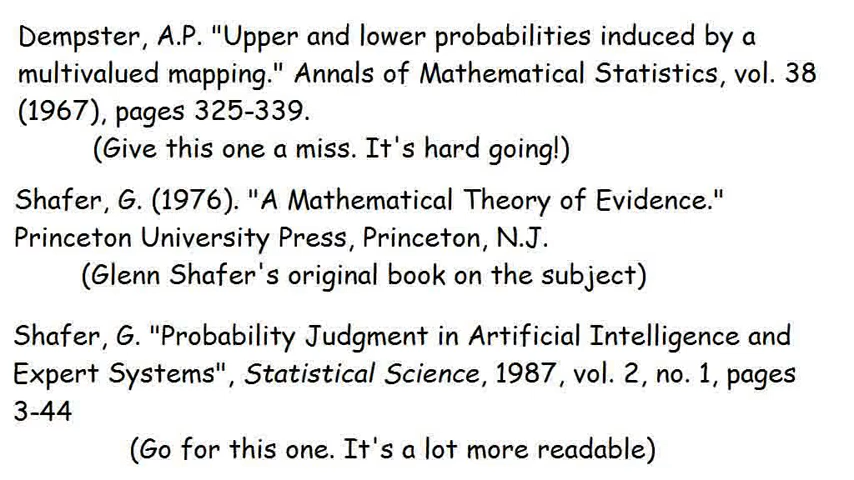 Dempster, A.P. "Upper and lower probabilities induced by a
multivalued mapping." Annals of Mathematical Statistics, vol. 38
(1967), pages 325-339.
(Give this one a miss. It's hard going!)
Shafer, G. (1976). "A Mathematical Theory of Evidence."
Princeton University Press, Princeton, N.J.
(Glenn Shafer's original book on the subject)
Shafer, G. "Probability Judgment in Artificial Intelligence and
Expert Systems", Statistical Science, 1987, vol. 2, no. 1, pages
3-44
(Go for this one. It's a lot more readable)